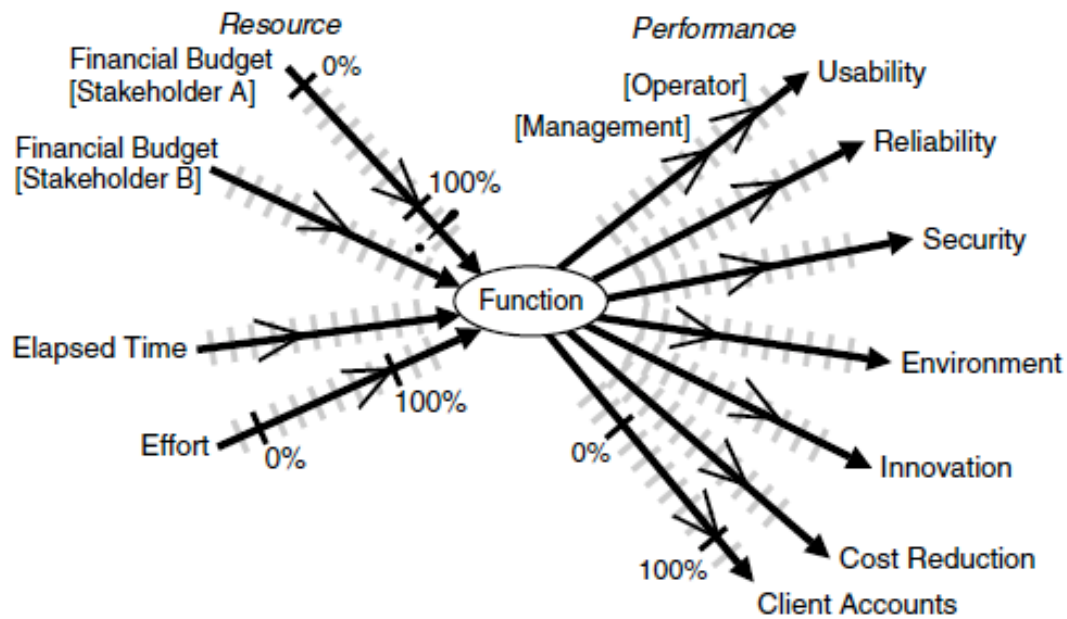 Resource
Performance
Financial Budget
[Stakeholder A]
0%
[Operator]
Usability
[Management]
Reliability
Financial Budget
[Stakeholder B]
100%
Security
Function
Elapsed Time
Environment
100%
Effort
0%
0%
Innovation
Cost Reduction
100%
Client Accounts